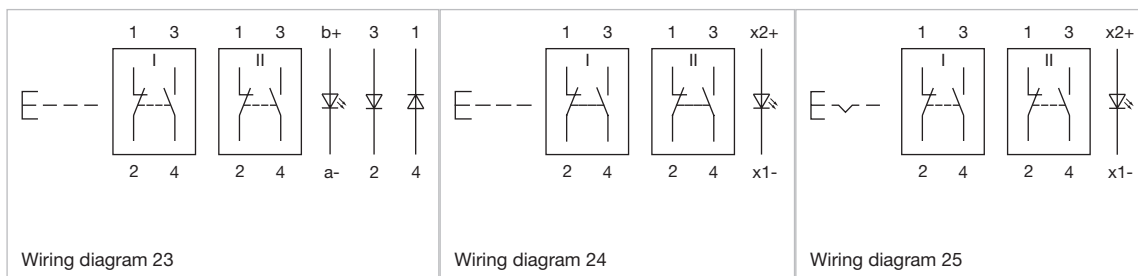 1 3 1 3 b+ 3 1
I II
2 4 2 4 a- 2 4
Wiring diagram 23
1 3 1 3 x2+
I II
2 4 2 4 x1-
Wiring diagram 24
1 3 1 3 x2+
I II
2 4 2 4 x1-
Wiring diagram 25